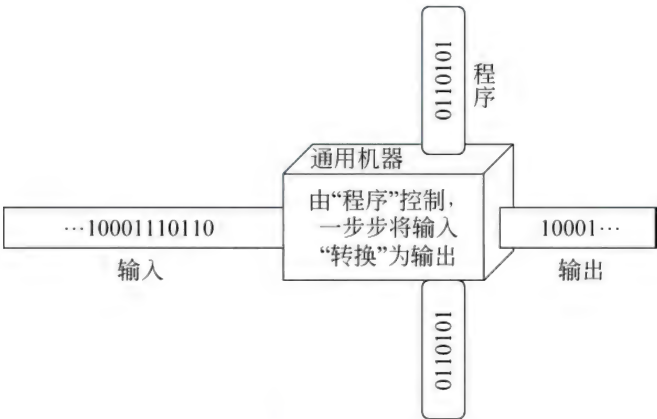 0110101
程序
通用机器
由“程序”控制，
一步步将输入
“转换”为输出
…10001110110
10001…
输入
输出
0110101